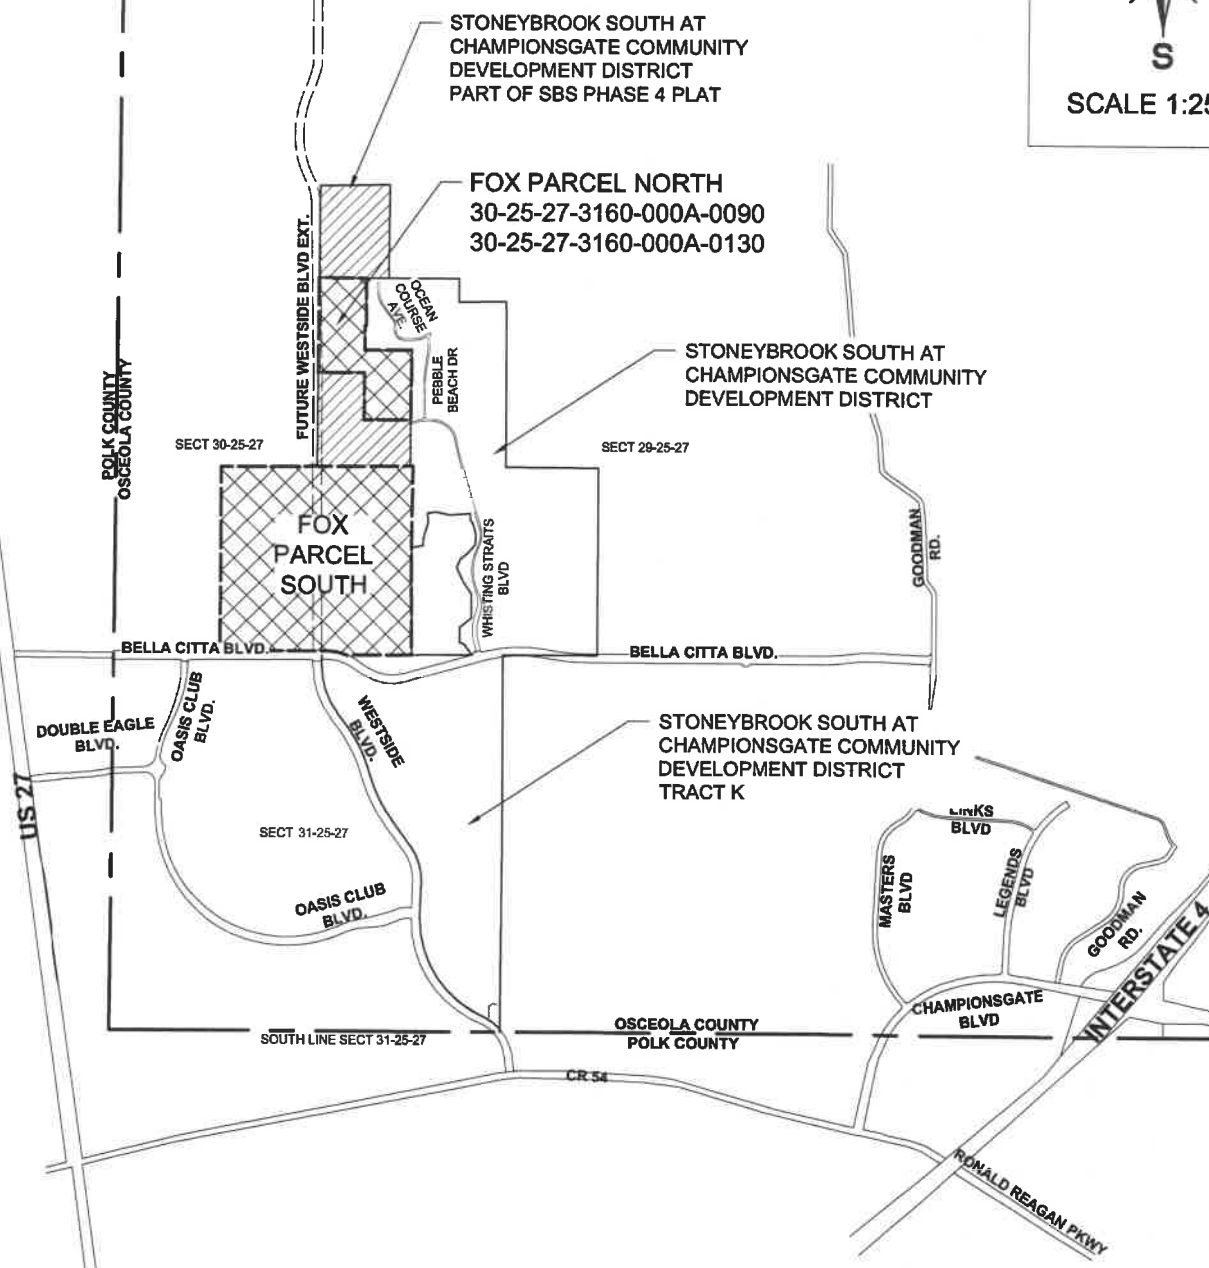 STONEYBROOK SOUTH AT
CHAMPIONSGATE COMMUNITY
DEVELOPMENT DISTRICT
PART OF SBS PHASE 4 PLAT
S
SCALE 1:25
FOX PARCEL NORTH
30-25-27-3160-000A-0090
30-25-27-3160-000A-0130
FUTURE WESTSIDE BLVD EXT.
OCEAN
COURSE
AVE.
PEBBLE
BEACH DR
STONEYBROOK SOUTH AT
CHAMPIONSGATE COMMUNITY
DEVELOPMENT DISTRICT
POLK COUNTY
OSCEOLA COUNTY
SECT 30-25-27
SECT 29-25-27
FOX
PARCEL
SOUTH
WHISTING STRAITS
BLVD
GOODMAN
RD.
BELLA CITTA BLVD.
BELLA CITTA BLVD.
DOUBLE EAGLE
BLVD.
OASIS CLUB
BLVD.
WESTSIDE
BLVD.
STONEYBROOK SOUTH AT
CHAMPIONSGATE COMMUNITY
DEVELOPMENT DISTRICT
TRACT K
US 27
SECT 31-25-27
LINKS
BLVD
MASTERS
BLVD
LEGENDS
BLVD
OASIS CLUB
BLVD.
GOODMAN
RD.
INTERSTATE 4
CHAMPIONSGATE
BLVD
SOUTH LINE SECT 31-25-27
OSCEOLA COUNTY
POLK COUNTY
CR 54
RONALD REAGAN PKWY